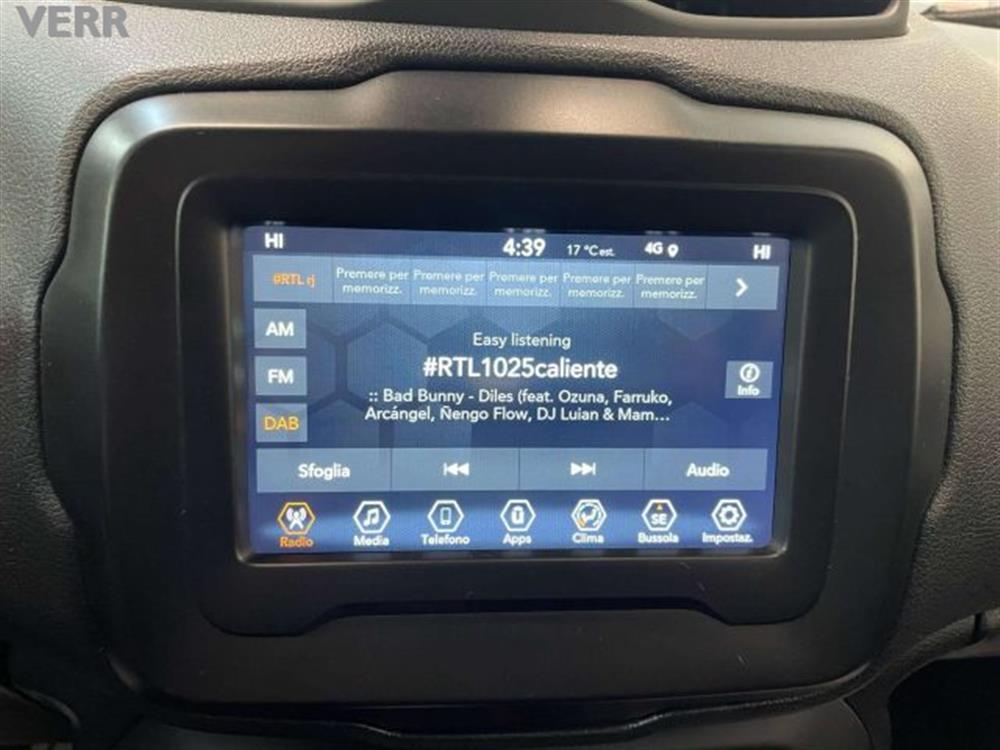 VERR
HI 4:39 17 °C est. 4G HI
#RTL rj
Premere per
memorizz.
Premere per
memorizz.
Premere per
memorizz.
Premere per
memorizz.
Premere per
memorizz.
AM
FM
DAB
Easy listening
#RTL1025caliente
:: Bad Bunny - Diles (feat. Ozuna, Farruko,
Arcángel, Ñengo Flow, DJ Luian & Mam...
Info
Sfoglia Audio
Radio Media Telefono Apps Clima SE Bussola Impostaz.